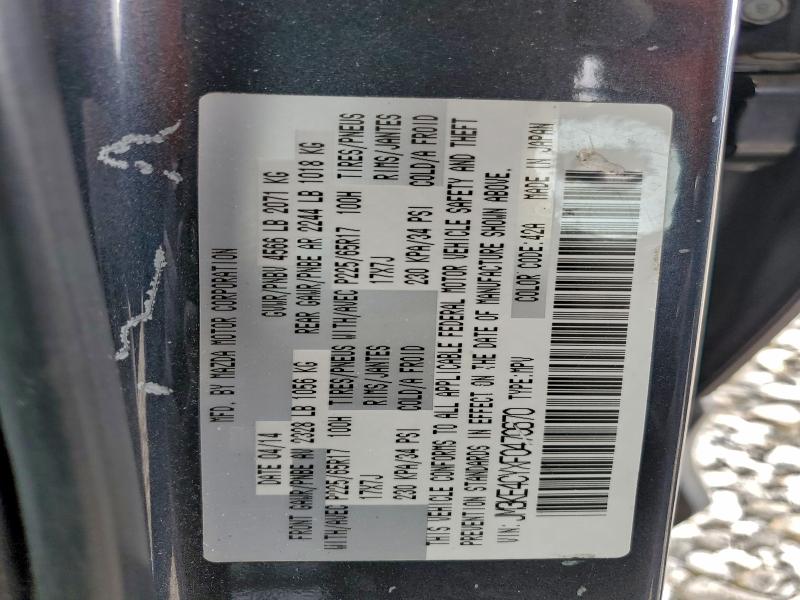 MFD. BY MAZDA MOTOR CORPORATION
DATE 04/14 GVWR/PNBV 4566 LB 2071 KG
FRONT GAWR/PNBE AV 2328 LB 1056 KG REAR GAWR/PNBE AR 2244 LB 1018 KG
WITH/AVEC P225/65R17 100H TIRES/PNEUS WITH/AVEC P225/65R17 100H TIRES/PNEUS
17X7J RIMS/JANTES 17X7J RIMS/JANTES
230 KPA/34 PSI COLD/A FROID 230 KPA/34 PSI COLD/A FROID
THIS VEHICLE CONFORMS TO ALL APPLICABLE FEDERAL MOTOR VEHICLE SAFETY AND THEFT
PREVENTION STANDARDS IN EFFECT ON THE DATE OF MANUFACTURE SHOWN ABOVE.
VIN: JM3KE4CYXF0470670 TYPE:MPV COLOR CODE:42A MADE IN JAPAN